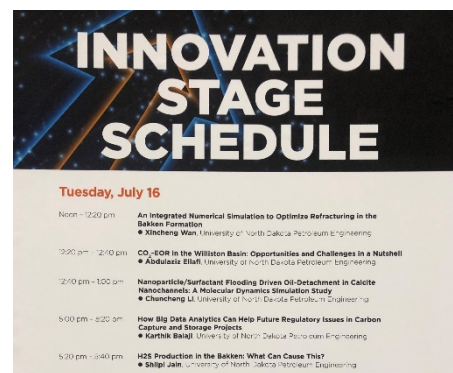 INNOVATION
STAGE
SCHEDULE
Tuesday, July 16
Noon - 12:20 pm An Integrated Numerical Simulation to Optimize Refracturing in the
Bakken Formation
● Xincheng Wan, University of North Dakota Petroleum Engineering
12:20 pm - 12:40 pm CO₂-EOR in the Williston Basin: Opportunities and Challenges in a Nutshell
● Abdulaziz Ellafi, University of North Dakota Petroleum Engineering
12:40 pm - 1:00 pm Nanoparticle/Surfactant Flooding Driven Oil-Detachment in Calcite
Nanochannels: A Molecular Dynamics Simulation Study
● Chuncheng Li, University of North Dakota Petroleum Engineering
5:00 pm - 5:20 pm How Big Data Analytics Can Help Future Regulatory Issues in Carbon
Capture and Storage Projects
● Karthik Balaji, University of North Dakota Petroleum Engineering
5:20 pm - 5:40 pm H2S Production in the Bakken: What Can Cause This?
● Shilpi Jain, University of North Dakota Petroleum Engineering